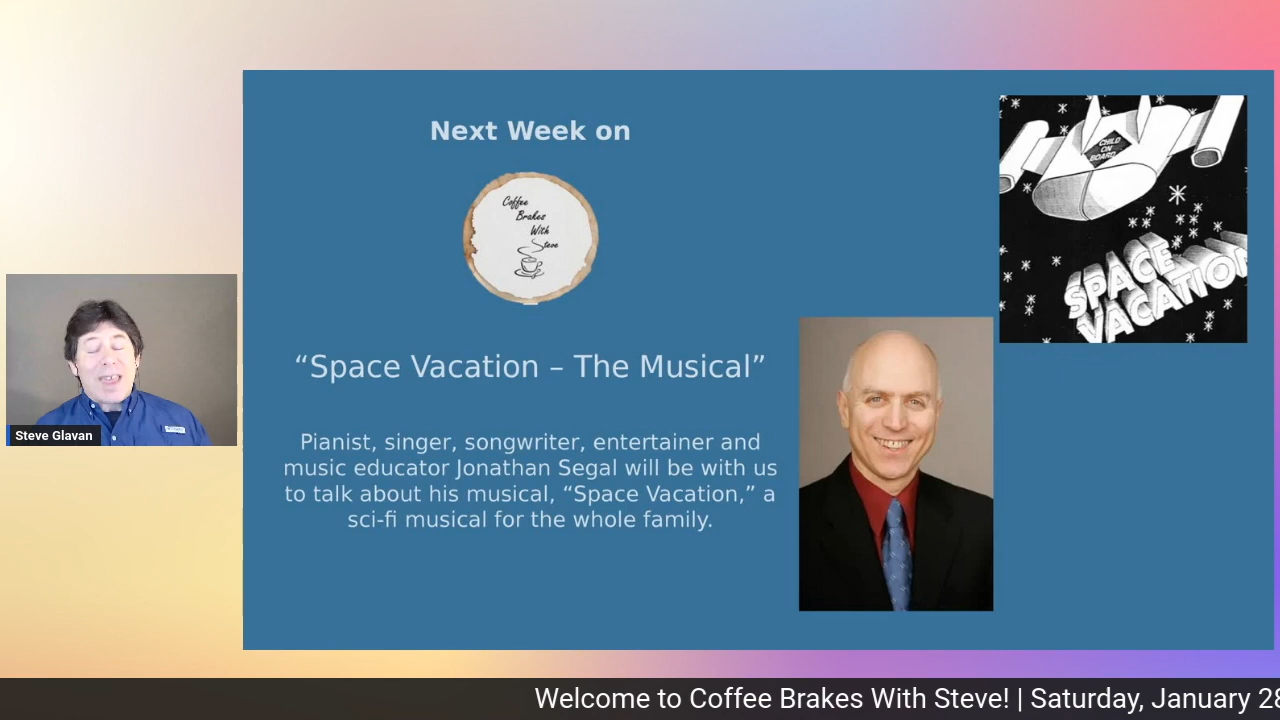 Next Week on
Coffee
Brakes
With
Steve
“Space Vacation – The Musical”
Pianist, singer, songwriter, entertainer and
music educator Jonathan Segal will be with us
to talk about his musical, “Space Vacation,” a
sci-fi musical for the whole family.
CHILD
ON
BOARD
SPACE
VACATION
Steve Glavan
Welcome to Coffee Brakes With Steve! | Saturday, January 28